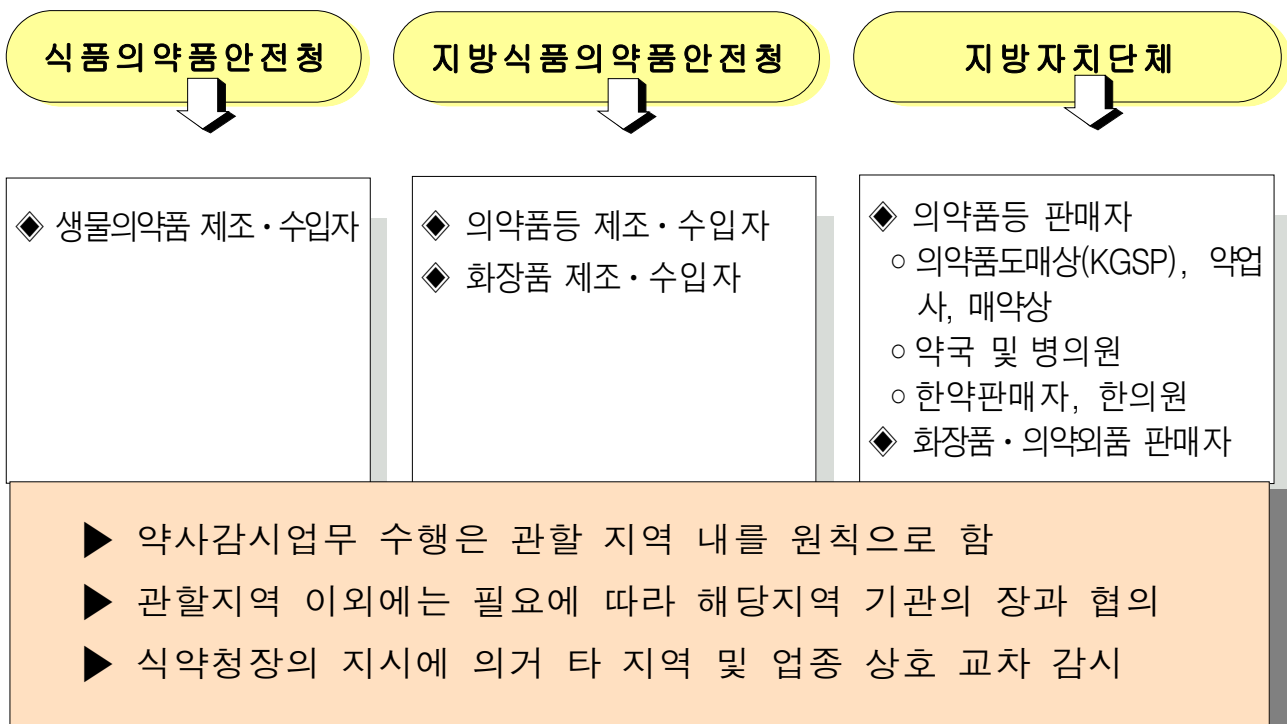 식품의약품안전청
지방식품의약품안전청
지방자치단체
◈ 생물의약품 제조・수입자
◈ 의약품등 제조・수입자
◈ 화장품 제조・수입자
◈ 의약품등 판매자
○ 의약품도매상(KGSP), 약업
사, 매약상
○ 약국 및 병의원
○ 한약판매자, 한의원
◈ 화장품・의약외품 판매자
▶ 약사감시업무 수행은 관할 지역 내를 원칙으로 함
▶ 관할지역 이외에는 필요에 따라 해당지역 기관의 장과 협의
▶ 식약청장의 지시에 의거 타 지역 및 업종 상호 교차 감시